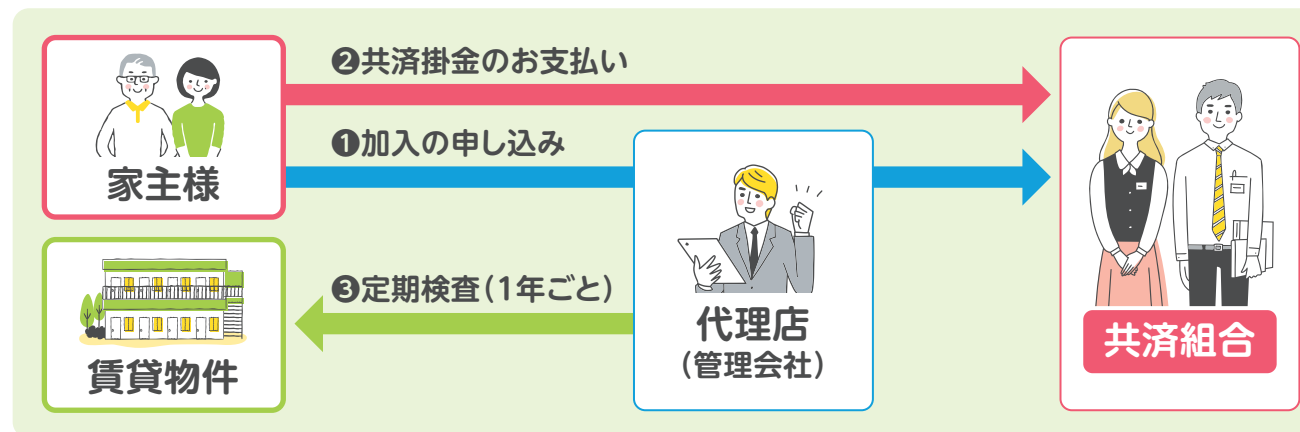 ❷共済掛金のお支払い
❶加入の申し込み
家主様
❸定期検査(1年ごと)
賃貸物件
代理店
(管理会社)
共済組合